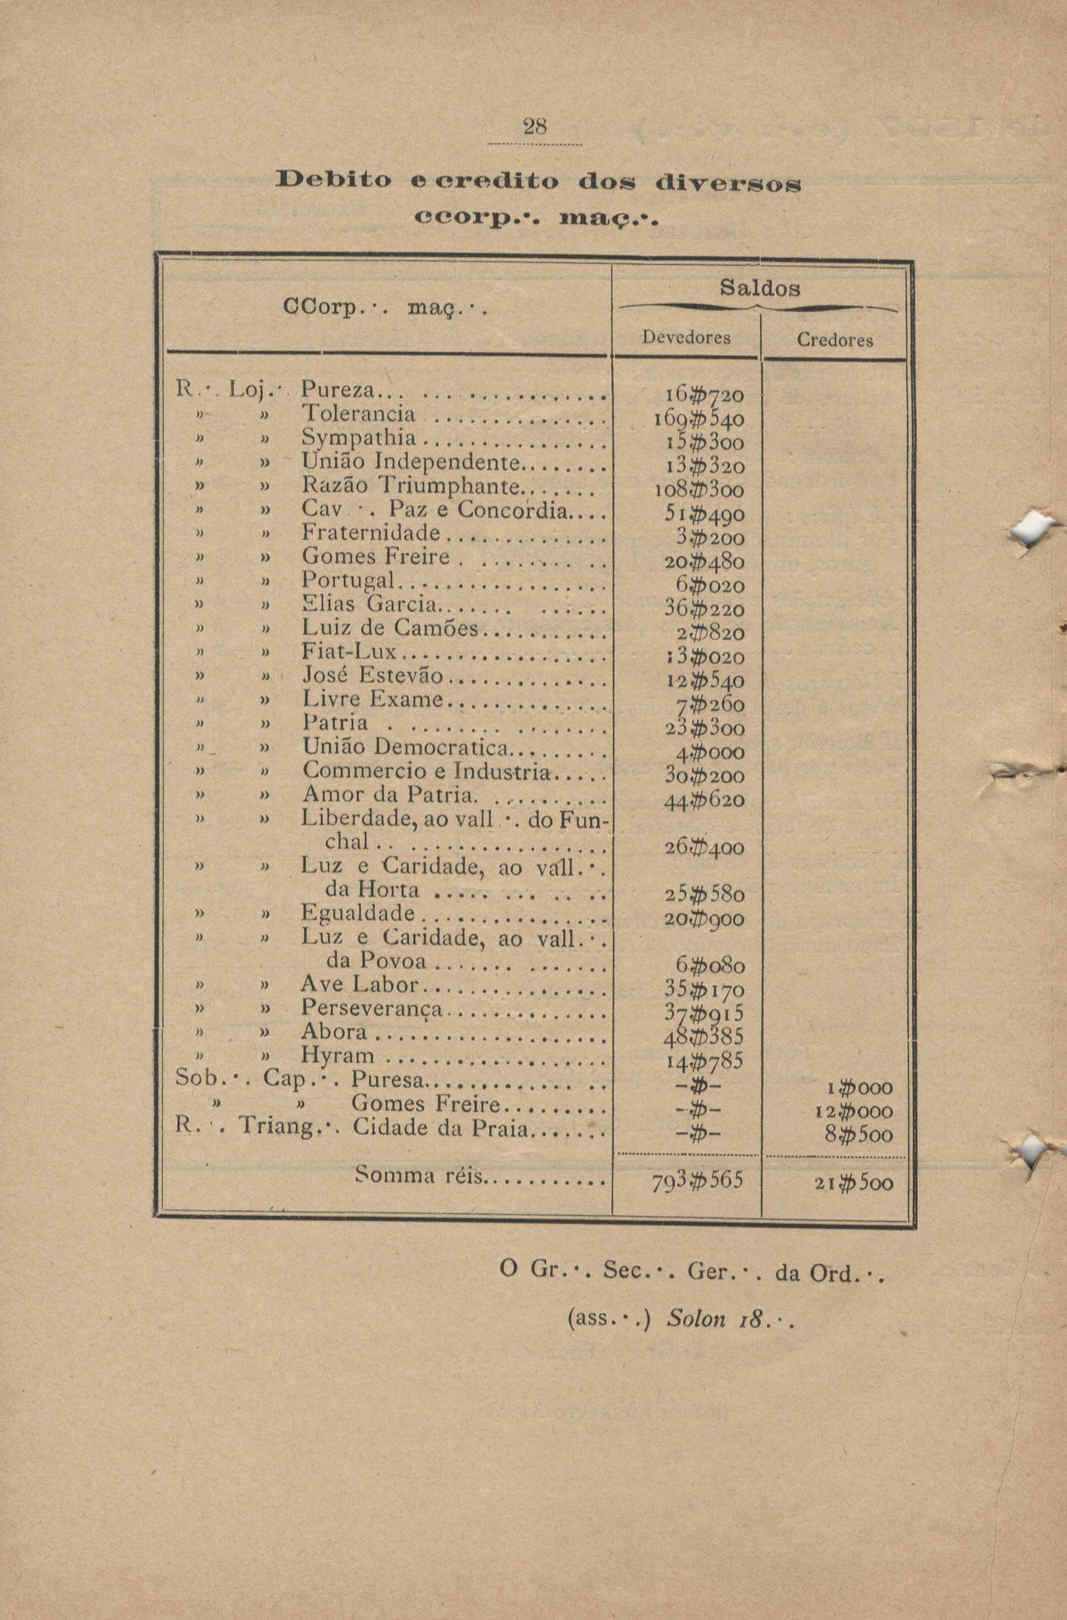 28
Debito e credito dos diversos
ccorp.·. maç.·.
CCorp.·. maç.·.
Saldos
Devedores
Credores
R.·. Loj.·. Pureza... ... ............ 16$720
» » Tolerancia ............... 169$540
» » Sympathia................ 15$300
» » União Independente........ 13$320
» » Razão Triumphante....... 108$300
» » Cav.·. Paz e Concordia.... 51$490
» » Fraternidade.............. 3$200
» » Gomes Freire . ......... .. 20$480
» » Portugal.................. 6$020
» » Elias Garcia....... ...... 36$220
» » Luiz de Camões........... 2$820
» » Fiat-Lux.................. 13$020
» » José Estevão.............. 12$540
» » Livre Exame.............. 7$260
» » Patria . ........ ........ 23$300
» » União Democratica......... 4$000
» » Commercio e Industria..... 30$200
» » Amor da Patria. .......... 44$620
» » Liberdade, ao vall.·. do Fun-
chal.. ................. 26$400
» » Luz e Caridade, ao vall.·.
da Horta ..... ... .. .. 25$580
» » Egualdade................ 20$900
» » Luz e Caridade, ao vall.·.
da Povoa....... ....... 6$080
» » Ave Labor................ 35$170
» » Perseverança.............. 37$915
» » Abora.................... 48$385
» » Hyram ................... 14$785
Sob.·. Cap.·. Puresa............. .. –$– 1$000
» » Gomes Freire......... –$– 12$000
R.·. Triang.·. Cidade da Praia....... –$– 8$500
Somma réis........... 793$565 21$500
O Gr.·. Sec.·. Ger.·. da Ord.·.
(ass.·.) Solon 18.·.